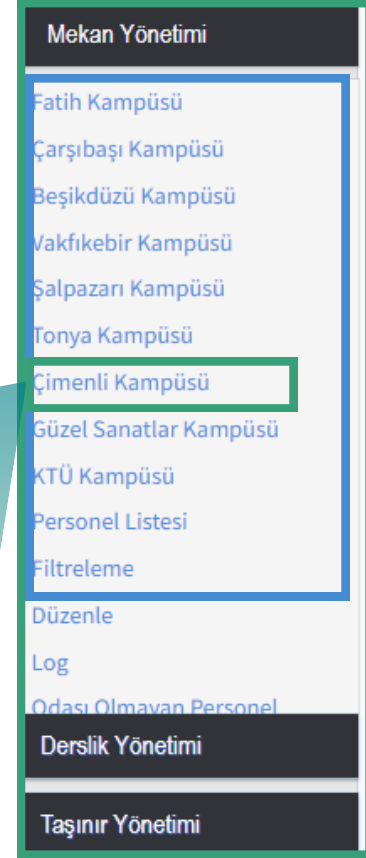 Mekan Yönetimi
Fatih Kampüsü
Çarşıbaşı Kampüsü
Beşikdüzü Kampüsü
Vakfıkebir Kampüsü
Şalpazarı Kampüsü
Tonya Kampüsü
Çimenli Kampüsü
Güzel Sanatlar Kampüsü
KTÜ Kampüsü
Personel Listesi
Filtreleme
Düzenle
Log
Odası Olmayan Personel
Derslik Yönetimi
Taşınır Yönetimi